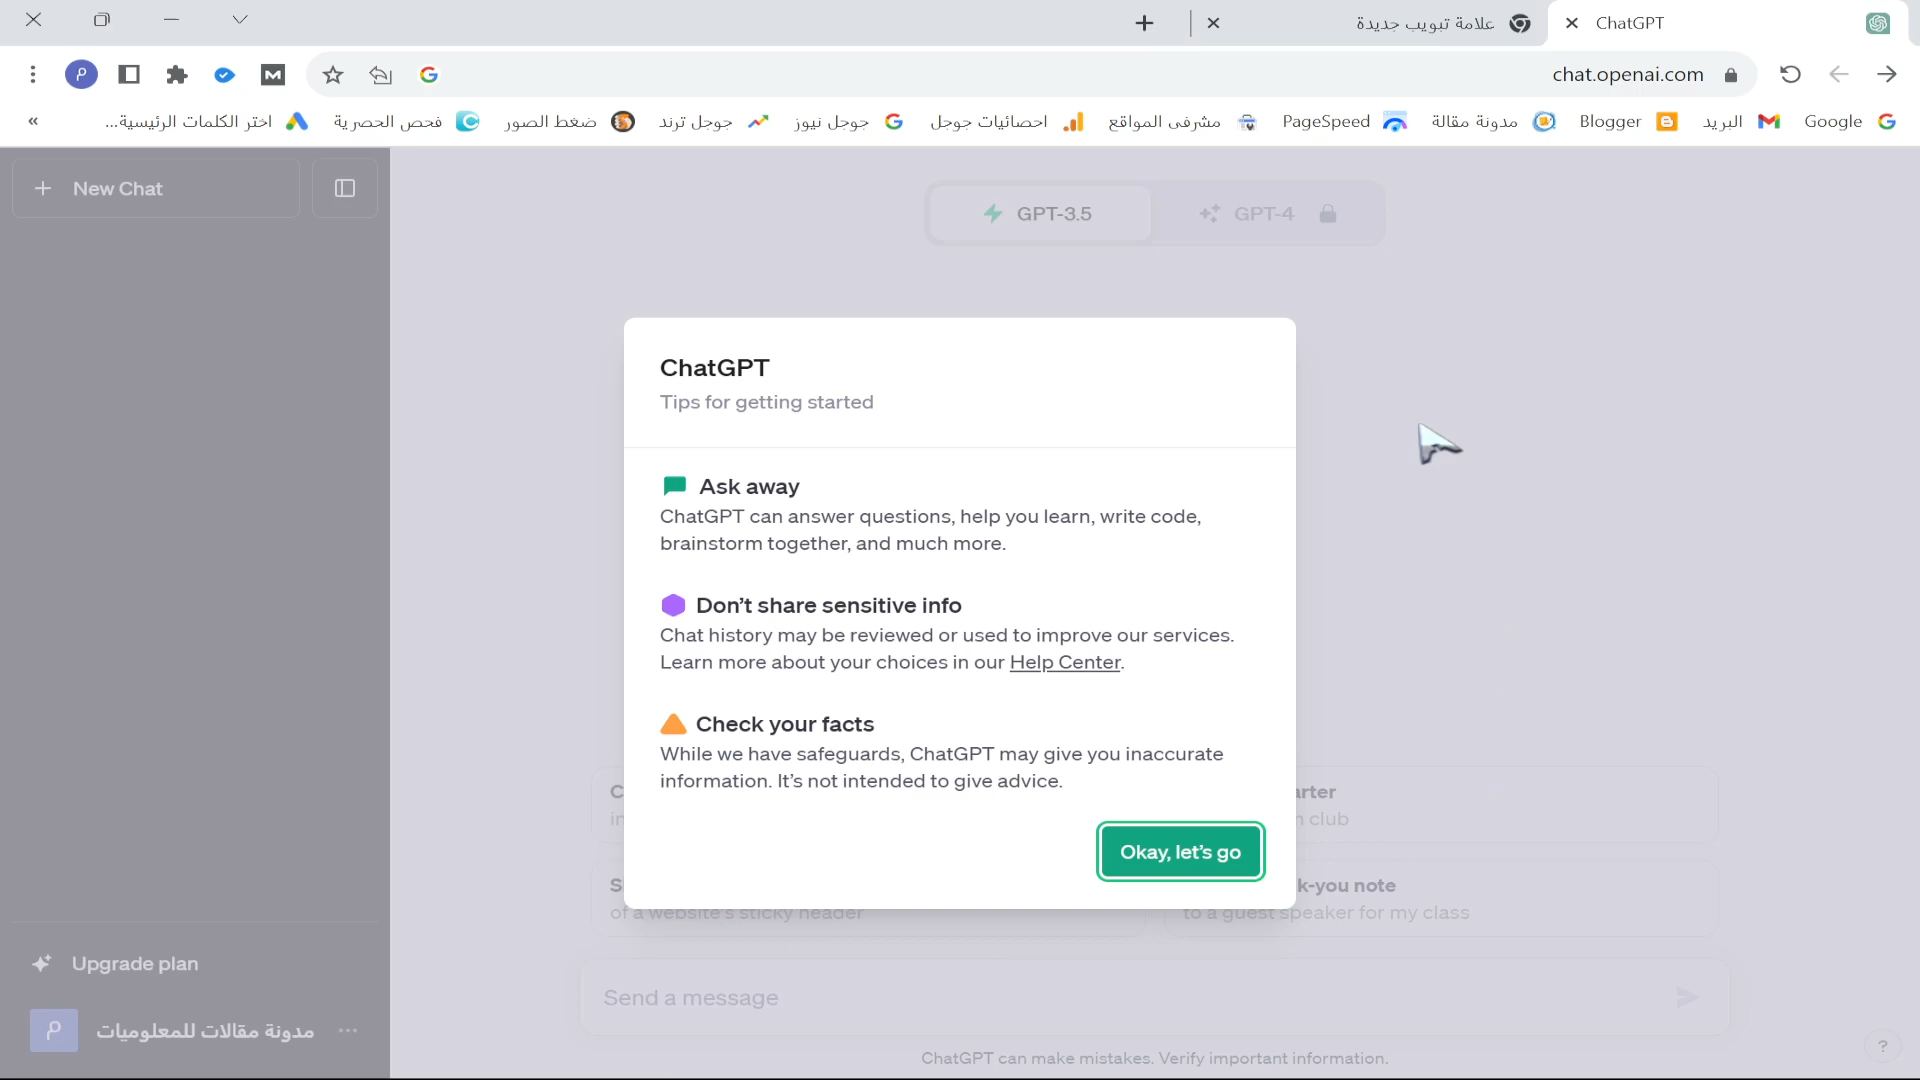 علامة تبويب جديدة
ChatGPT
chat.openai.com
Google
البريد
Blogger
مدونة مقالة
PageSpeed
مشرفى المواقع
احصائيات جوجل
جوجل نيوز
جوجل ترند
ضغط الصور
فحص الحصرية
اختر الكلمات الرئيسية...
New Chat
GPT-3.5
GPT-4
ChatGPT
Tips for getting started
Ask away
ChatGPT can answer questions, help you learn, write code,
brainstorm together, and much more.
Don't share sensitive info
Chat history may be reviewed or used to improve our services.
Learn more about your choices in our Help Center.
Check your facts
While we have safeguards, ChatGPT may give you inaccurate
information. It's not intended to give advice.
Okay, let's go
club
k-you note
of a website's sticky header
to a guest speaker for my class
Upgrade plan
Send a message
مدونة مقالات للمعلوميات
ChatGPT can make mistakes. Verify important information.
?